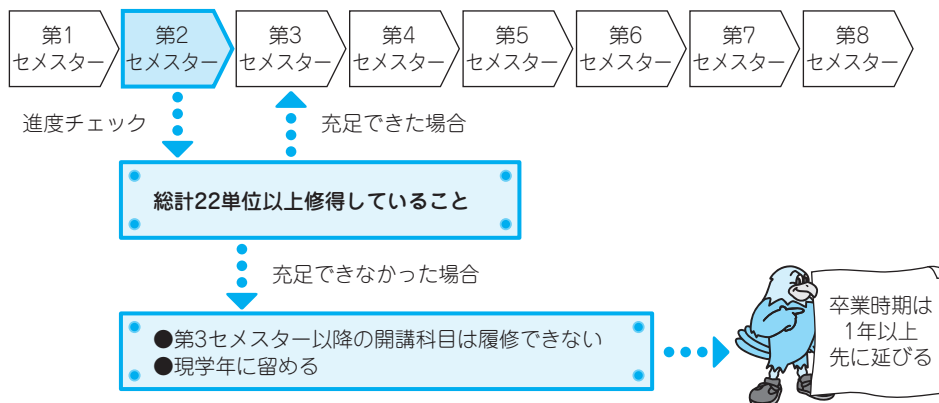 第1
セメスター
第2
セメスター
第3
セメスター
第4
セメスター
第5
セメスター
第6
セメスター
第7
セメスター
第8
セメスター
進度チェック
充足できた場合
総計22単位以上修得していること
充足できなかった場合
●第3セメスター以降の開講科目は履修できない
●現学年に留める
卒業時期は
1年以上
先に延びる